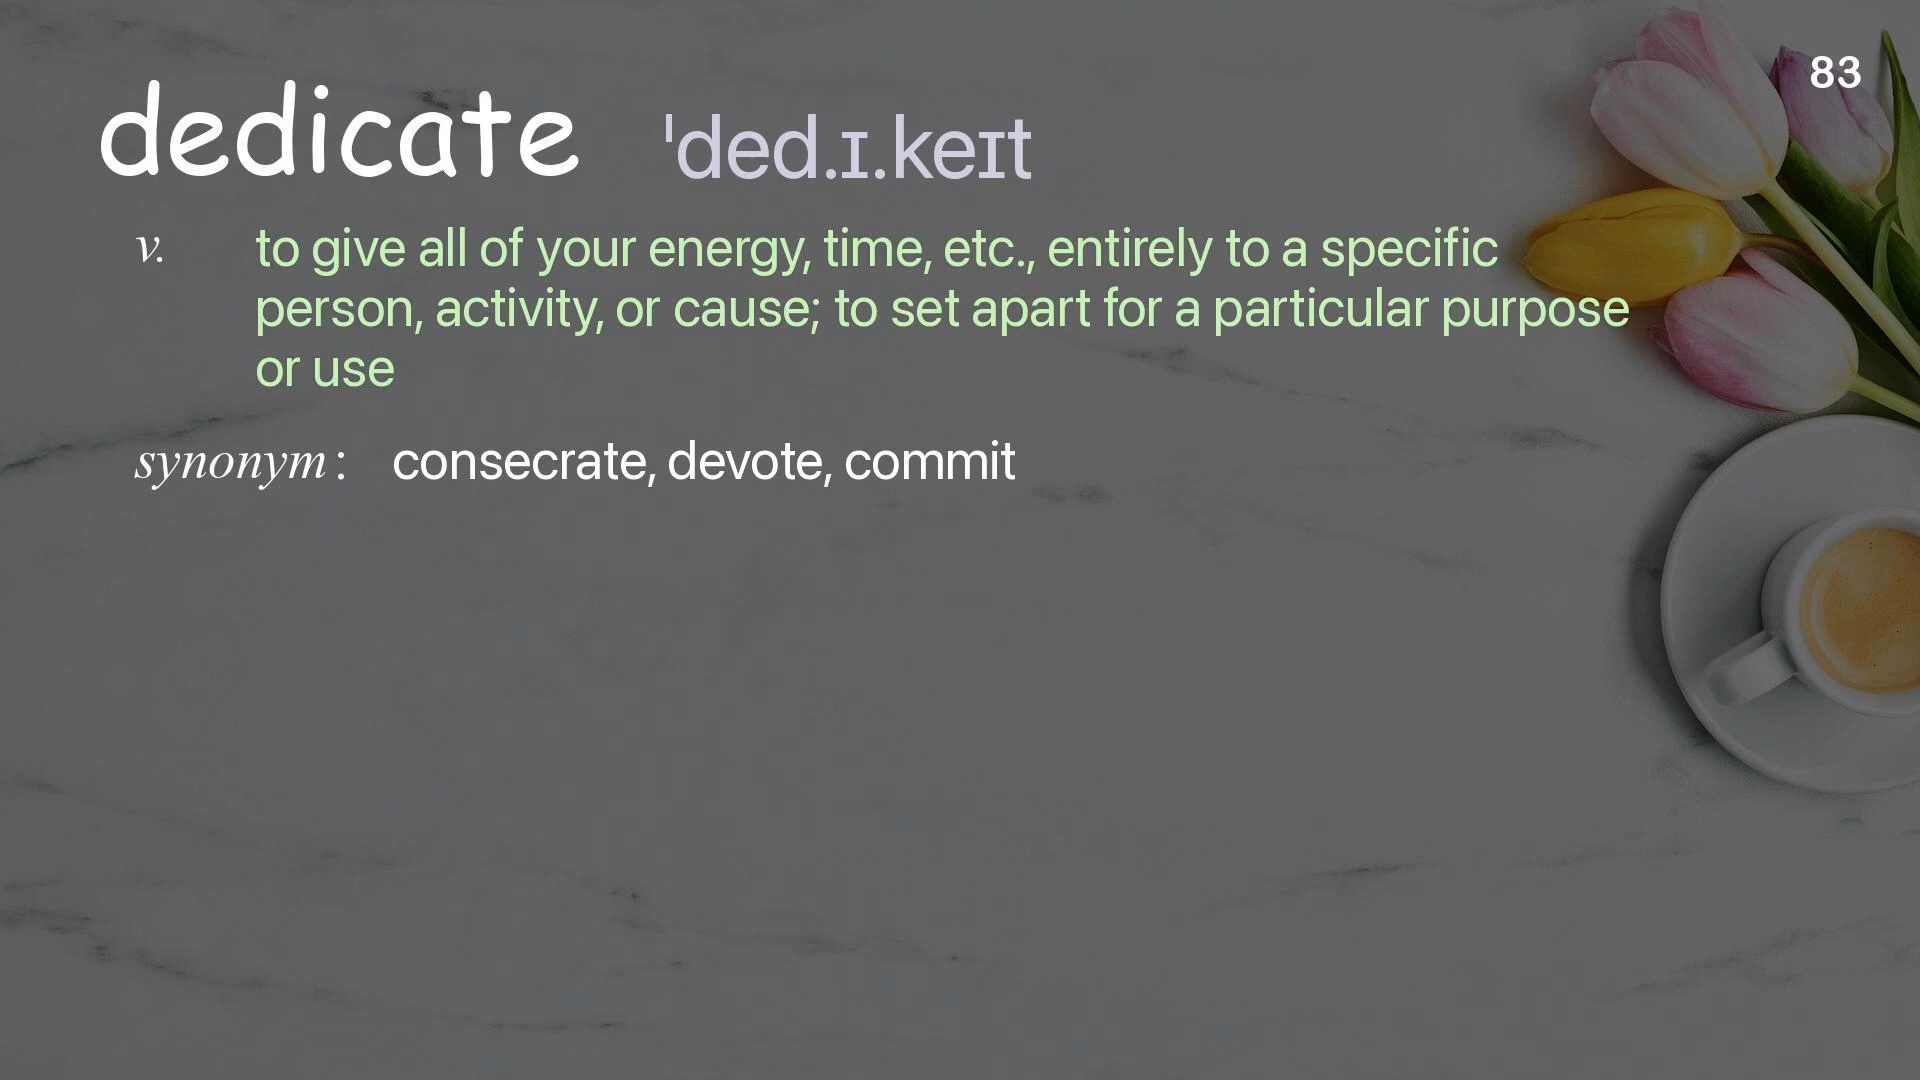 83
dedicate ˈded.ɪ.keɪt
v. to give all of your energy, time, etc., entirely to a specific
person, activity, or cause; to set apart for a particular purpose
or use
synonym : consecrate, devote, commit